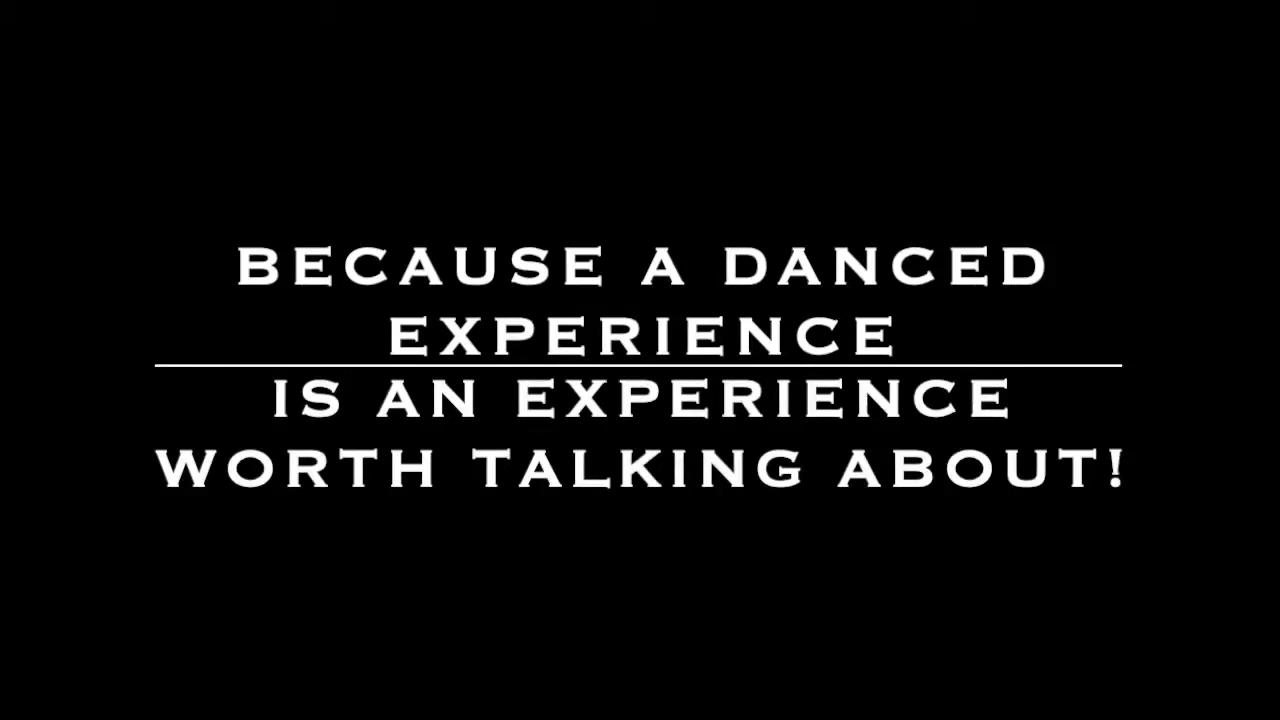 BECAUSE A DANCED
EXPERIENCE
IS AN EXPERIENCE
WORTH TALKING ABOUT!